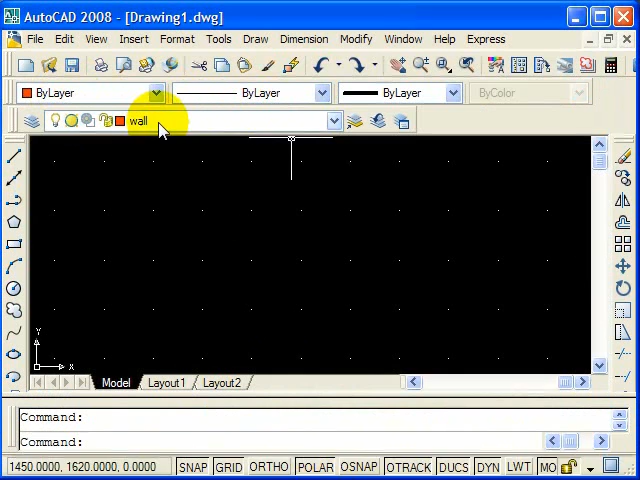 AutoCAD 2008 - [Drawing1.dwg]
File Edit View Insert Format Tools Draw Dimension Modify Window Help Express
ByLayer ByLayer ByLayer ByColor
wall
Y
X
Model Layout1 Layout2
Command:
Command:
1450.0000, 1620.0000, 0.0000 SNAP GRID ORTHO POLAR OSNAP OTRACK DUCS DYN LWT MO